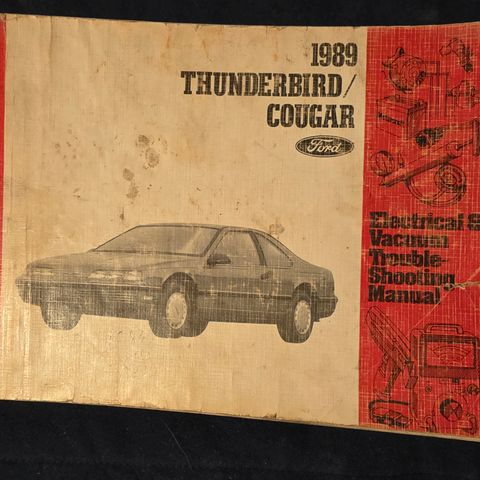 1989
THUNDERBIRD/
COUGAR
Ford
Electrical &
Vacuum
Trouble-
Shooting
Manual